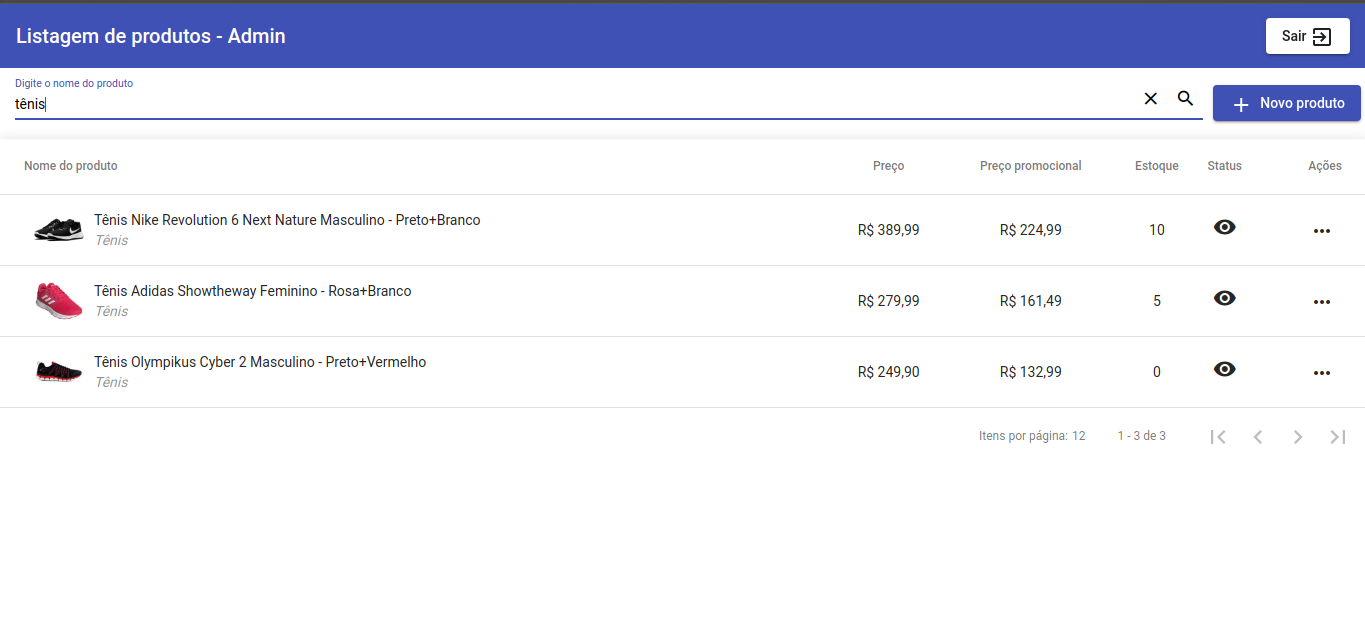 Listagem de produtos - Admin
Sair
Digite o nome do produto
tênis
Novo produto
Nome do produto Preço Preço promocional Estoque Status Ações
Tênis Nike Revolution 6 Next Nature Masculino - Preto+Branco
Tênis
R$ 389,99 R$ 224,99 10
Tênis Adidas Showtheway Feminino - Rosa+Branco
Tênis
R$ 279,99 R$ 161,49 5
Tênis Olympikus Cyber 2 Masculino - Preto+Vermelho
Tênis
R$ 249,90 R$ 132,99 0
Itens por página: 12 1 - 3 de 3